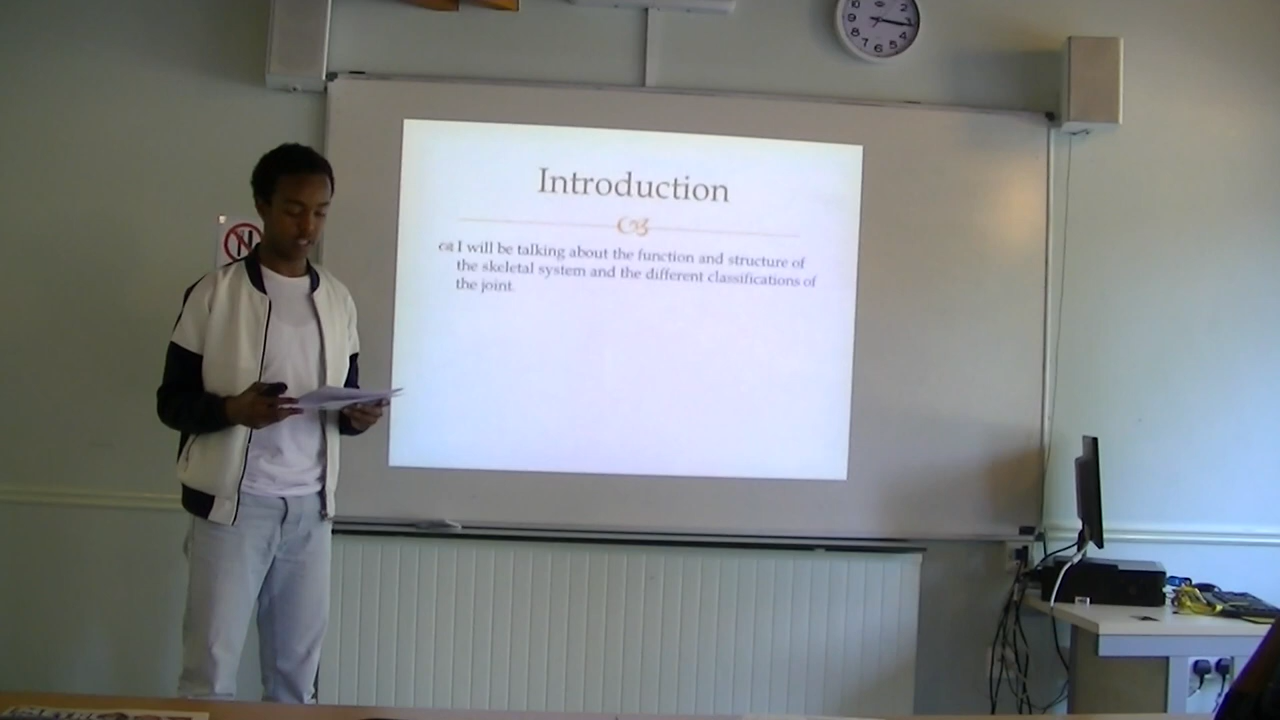 Introduction
I will be talking about the function and structure of
the skeletal system and the different classifications of
the joint.